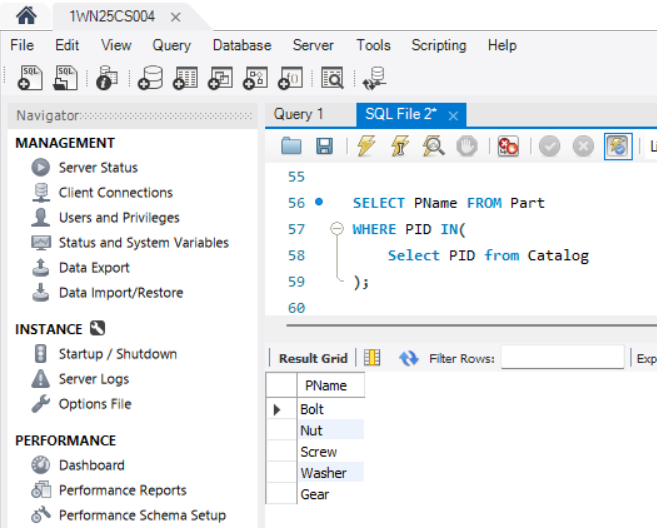 1WN25CS004 ×
File Edit View Query Database Server Tools Scripting Help
SQL SQL
Navigator
Query 1 SQL File 2* ×
MANAGEMENT
Server Status
Client Connections
Users and Privileges
Status and System Variables
Data Export
Data Import/Restore
INSTANCE
Startup / Shutdown
Server Logs
Options File
PERFORMANCE
Dashboard
Performance Reports
Performance Schema Setup
55
56 SELECT PName FROM Part
57 WHERE PID IN(
58 Select PID from Catalog
59 );
60
Result Grid Filter Rows: Exp
PName
Bolt
Nut
Screw
Washer
Gear